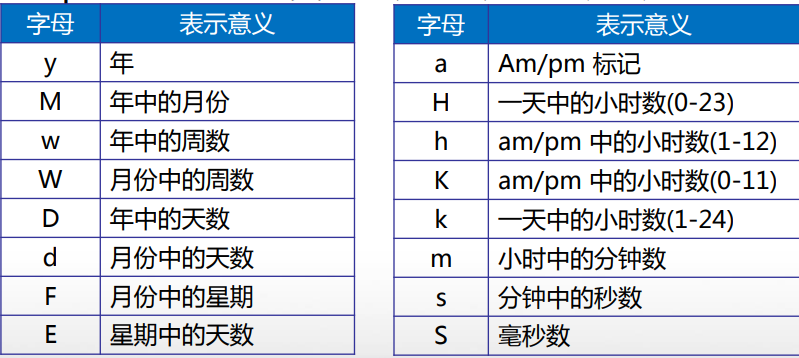 字母 表示意义
y 年
M 年中的月份
w 年中的周数
W 月份中的周数
D 年中的天数
d 月份中的天数
F 月份中的星期
E 星期中的天数
字母 表示意义
a Am/pm 标记
H 一天中的小时数(0-23)
h am/pm 中的小时数(1-12)
K am/pm 中的小时数(0-11)
k 一天中的小时数(1-24)
m 小时中的分钟数
s 分钟中的秒数
S 毫秒数